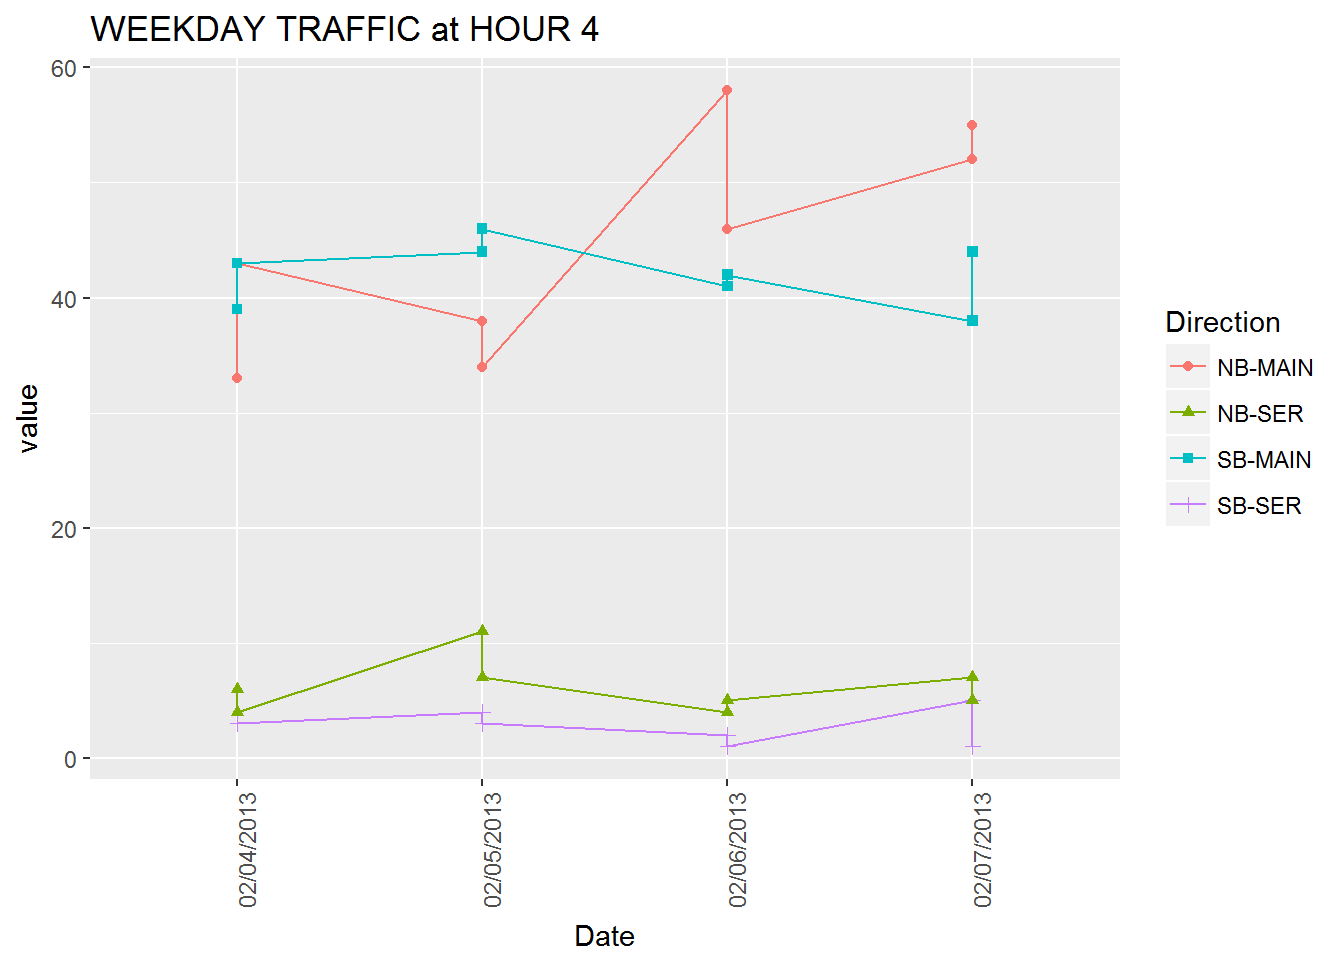 WEEKDAY TRAFFIC at HOUR 4
60
40
20
0
value
02/04/2013
02/05/2013
02/06/2013
02/07/2013
Date
Direction
NB-MAIN
NB-SER
SB-MAIN
SB-SER